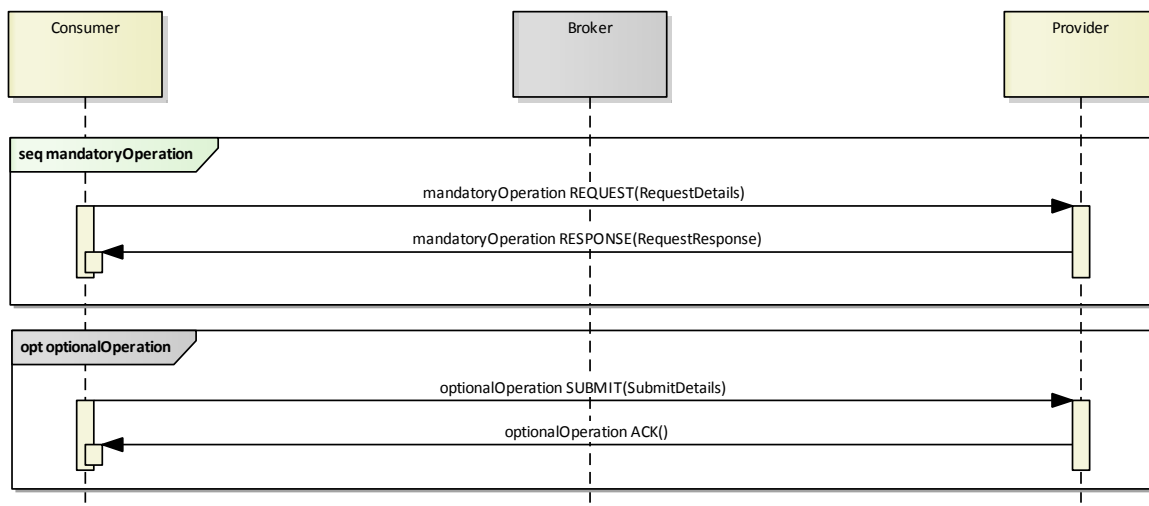 Consumer
Broker
Provider
seq mandatoryOperation
mandatoryOperation REQUEST(RequestDetails)
mandatoryOperation RESPONSE(RequestResponse)
opt optionalOperation
optionalOperation SUBMIT(SubmitDetails)
optionalOperation ACK()